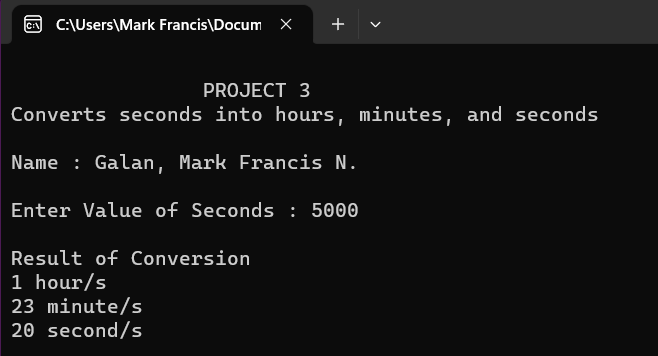 C:\Users\Mark Francis\Docum
PROJECT 3
Converts seconds into hours, minutes, and seconds
Name : Galan, Mark Francis N.
Enter Value of Seconds : 5000
Result of Conversion
1 hour/s
23 minute/s
20 second/s